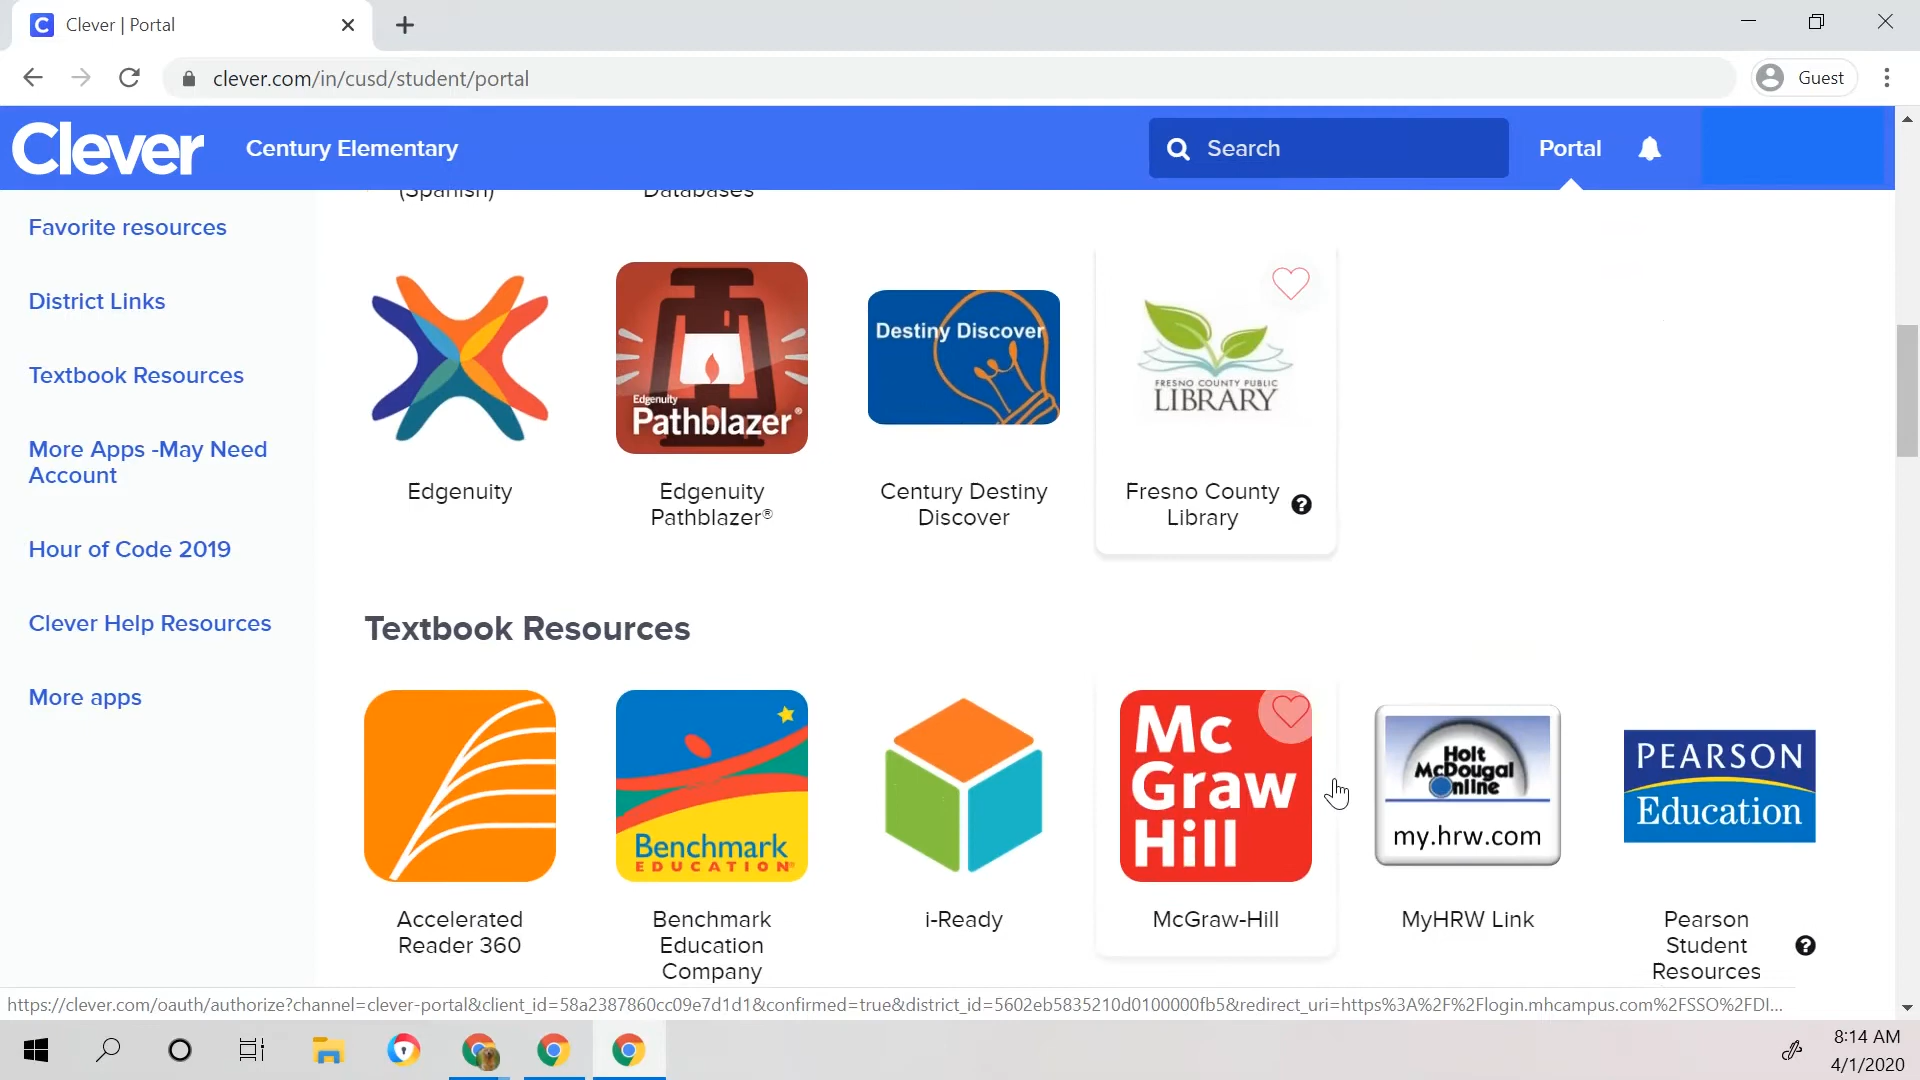 Clever | Portal
clever.com/in/cusd/student/portal
Guest
Clever
Century Elementary
Search
Portal
(Spanish)
Databases
Favorite resources
District Links
Textbook Resources
More Apps -May Need
Account
Hour of Code 2019
Clever Help Resources
More apps
Edgenuity
Pathblazer®
Destiny Discover
FRESNO COUNTY PUBLIC
LIBRARY
Edgenuity
Edgenuity
Pathblazer®
Century Destiny
Discover
Fresno County
Library
Textbook Resources
Benchmark
EDUCATION
Mc
Graw
Hill
Holt
McDougal
Online
my.hrw.com
PEARSON
Education
Accelerated
Reader 360
Benchmark
Education
Company
i-Ready
McGraw-Hill
MyHRW Link
Pearson
Student
Resources
https://clever.com/oauth/authorize?channel=clever-portal&client_id=58a2387860cc09e7d1d1&confirmed=true&district_id=5602eb5835210d0100000fb5&redirect_uri=https%3A%2F%2Flogin.mhcampus.com%2FSSO%2FDI...
8:14 AM
4/1/2020